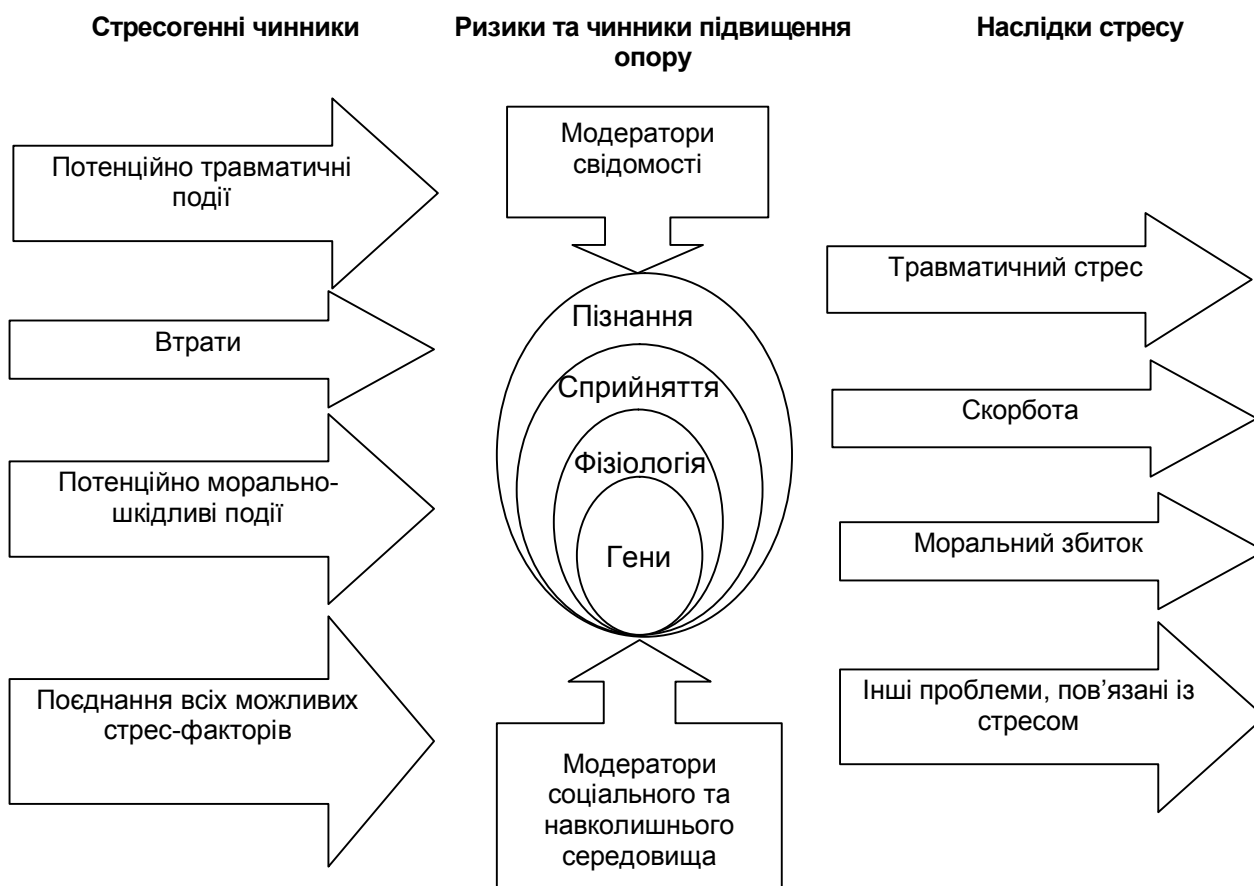 Стресогенні чинники
Ризики та чинники підвищення
опору
Наслідки стресу
Потенційно травматичні
події
Втрати
Потенційно морально-
шкідливі події
Поєднання всіх можливих
стрес-факторів
Модератори
свідомості
Пізнання
Сприйняття
Фізіологія
Гени
Модератори
соціального та
навколишнього
середовища
Травматичний стрес
Скорбота
Моральний збиток
Інші проблеми, пов’язані із
стресом